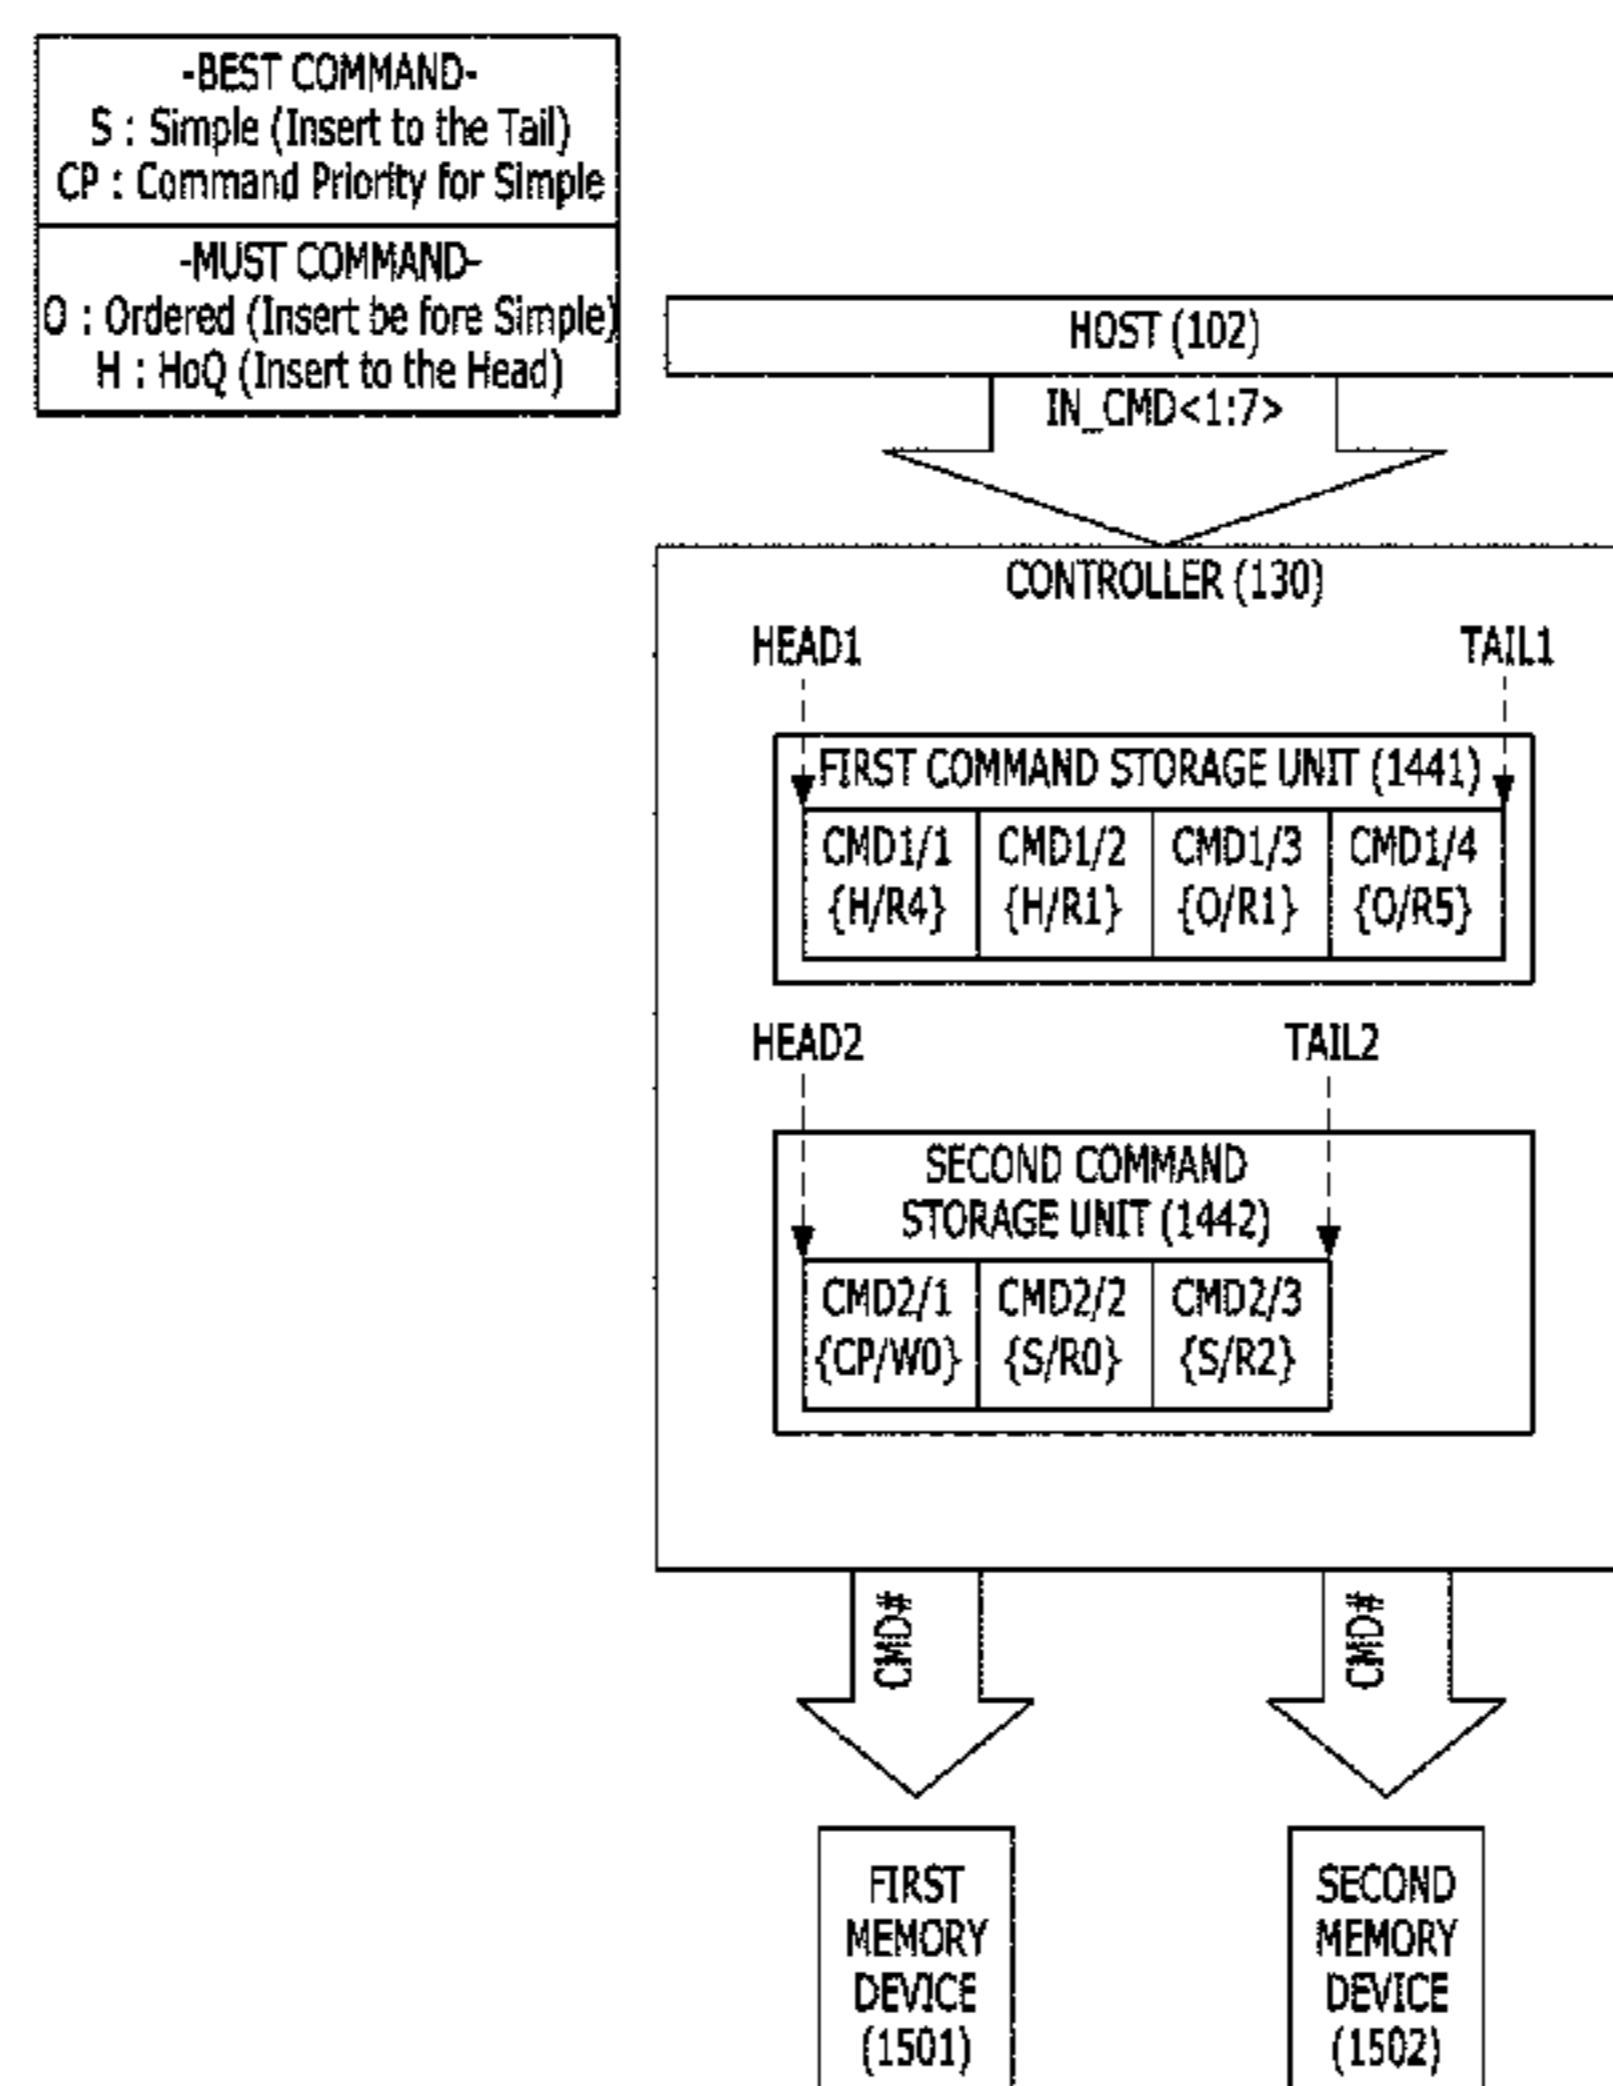 -BEST COMMAND-
S : Simple (Insert to the Tail)
CP : Command Priority for Simple
-MUST COMMAND-
O : Ordered (Insert be fore Simple)
H : HoQ (Insert to the Head)
HOST (102)
IN_CMD<1:7>
CONTROLLER (130)
HEAD1 TAIL1
FIRST COMMAND STORAGE UNIT (1441)
CMD1/1 CMD1/2 CMD1/3 CMD1/4
{H/R4} {H/R1} {O/R1} {O/R5}
HEAD2 TAIL2
SECOND COMMAND
STORAGE UNIT (1442)
CMD2/1 CMD2/2 CMD2/3
{CP/W0} {S/R0} {S/R2}
CMD# CMD#
FIRST
MEMORY
DEVICE
(1501)
SECOND
MEMORY
DEVICE
(1502)